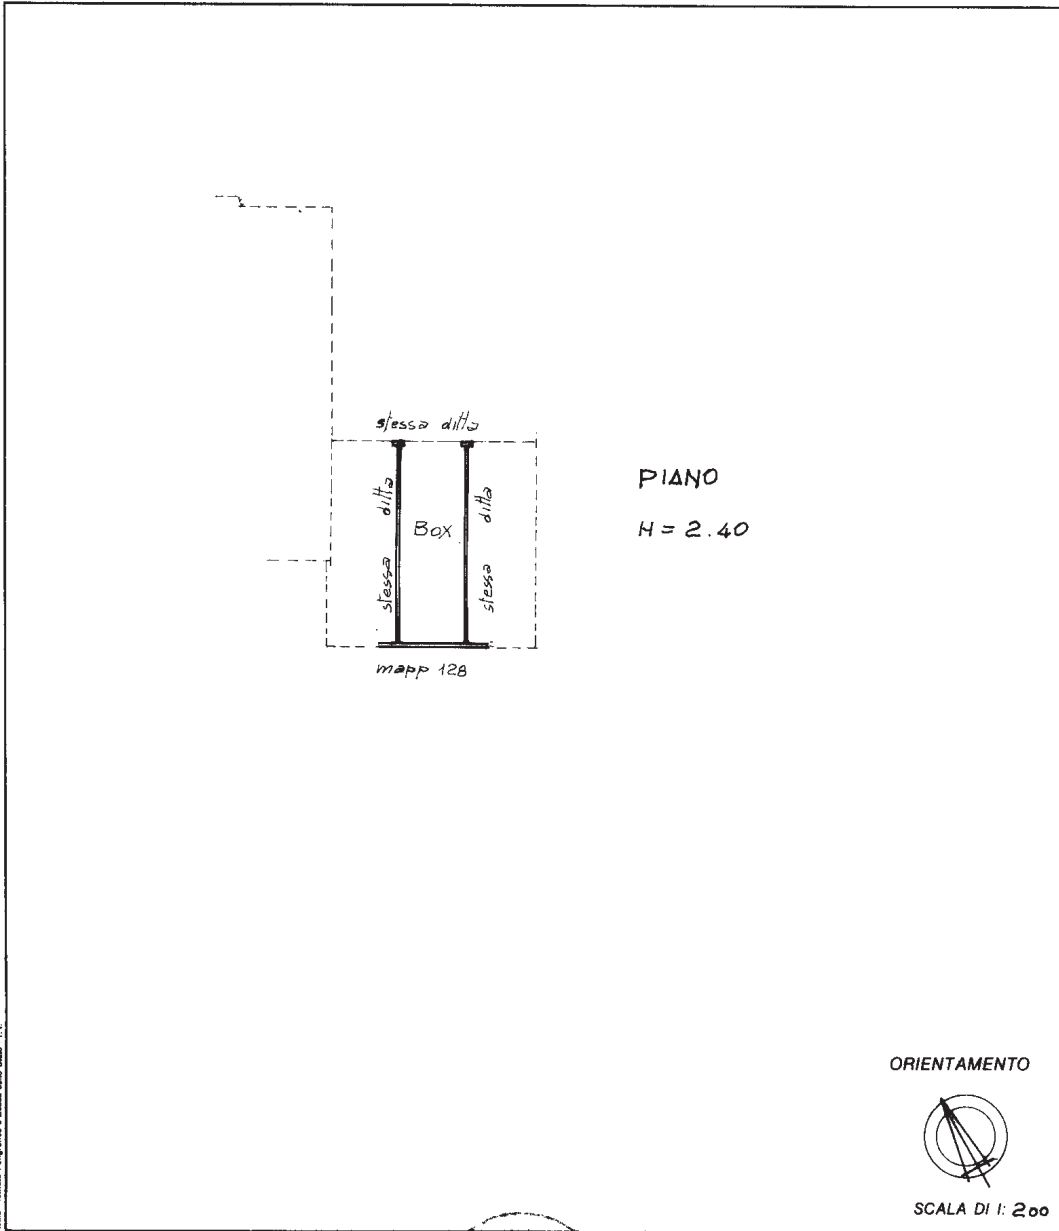 stessa ditta
stessa ditta
Box
stessa ditta
mapp 128
PIANO
H = 2.40
ORIENTAMENTO
SCALA DI 1: 200